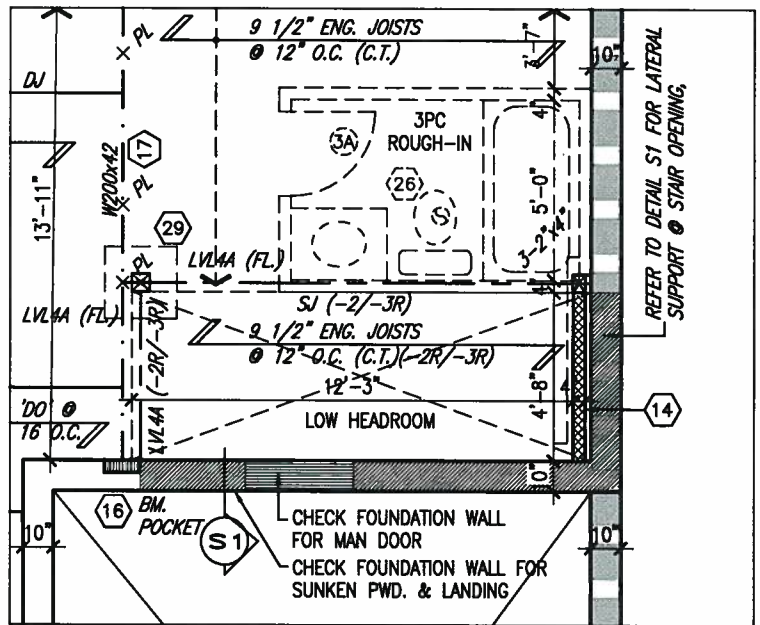 9 1/2" ENG. JOISTS
@ 12" O.C. (C.T.)
PL
7'-7"
10"
DJ
W200x42
17
PL
13'-11"
3A
3PC
ROUGH-IN
4"
26
5'-0"
S
3-2"x4"
29
PL
LVL4A (FL.)
4"
REFER TO DETAIL S1 FOR LATERAL
SUPPORT @ STAIR OPENING,
LVL4A (FL.)
SJ (-2/-3R)
9 1/2" ENG. JOISTS
@ 12" O.C. (C.T.)(-2R/-3R)
LVL4A (-2R/-3R)
12'-3"
4'-8"
4"
14
'DO @
16 O.C.
LOW HEADROOM
16
BM.
POCKET
S1
10"
CHECK FOUNDATION WALL
FOR MAN DOOR
CHECK FOUNDATION WALL FOR
SUNKEN PWD. & LANDING
10"